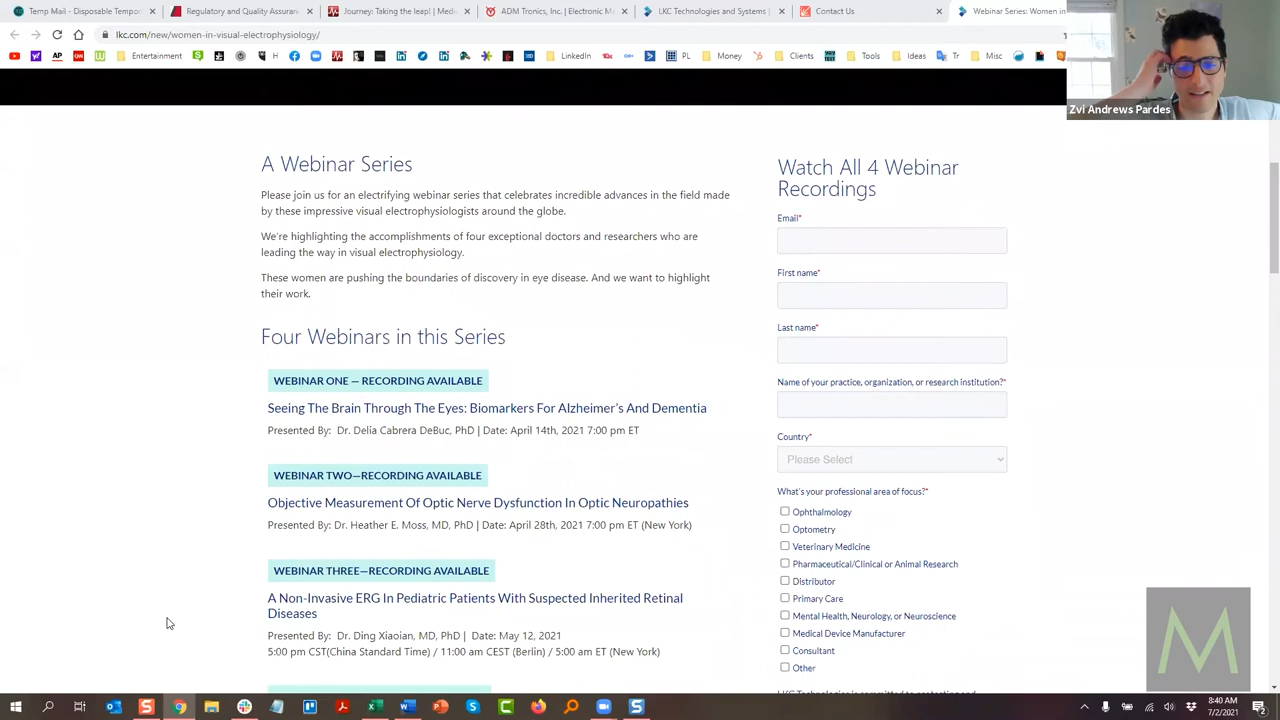 Temp Mail - Disposable Tempo
Regulatory and Quality Assuranc
Journey Taking the leap! | Medic
ADM Tronics, Inc. | Electronic M
LKC Technologies and Systems |
Contact Us
Webinar Series: Women in
lkc.com/new/women-in-visual-electrophysiology/
Entertainment
H
LinkedIn
PL
Money
Clients
Tools
Ideas
Tr
Misc
Zvi Andrews Pardes
A Webinar Series
Please join us for an electrifying webinar series that celebrates incredible advances in the field made
by these impressive visual electrophysiologists around the globe.
We're highlighting the accomplishments of four exceptional doctors and researchers who are
leading the way in visual electrophysiology.
These women are pushing the boundaries of discovery in eye disease. And we want to highlight
their work.
Four Webinars in this Series
WEBINAR ONE — RECORDING AVAILABLE
Seeing The Brain Through The Eyes: Biomarkers For Alzheimer's And Dementia
Presented By: Dr. Delia Cabrera DeBuc, PhD | Date: April 14th, 2021 7:00 pm ET
WEBINAR TWO—RECORDING AVAILABLE
Objective Measurement Of Optic Nerve Dysfunction In Optic Neuropathies
Presented By: Dr. Heather E. Moss, MD, PhD | Date: April 28th, 2021 7:00 pm ET (New York)
WEBINAR THREE—RECORDING AVAILABLE
A Non-Invasive ERG In Pediatric Patients With Suspected Inherited Retinal
Diseases
Presented By: Dr. Ding Xiaoian, MD, PhD | Date: May 12, 2021
5:00 pm CST(China Standard Time) / 11:00 am CEST (Berlin) / 5:00 am ET (New York)
Watch All 4 Webinar
Recordings
Email*
First name*
Last name*
Name of your practice, organization, or research institution?*
Country*
Please Select
What's your professional area of focus?*
Ophthalmology
Optometry
Veterinary Medicine
Pharmaceutical/Clinical or Animal Research
Distributor
Primary Care
Mental Health, Neurology, or Neuroscience
Medical Device Manufacturer
Consultant
Other
LKC Technologies is committed to protecting and
M
8:40 AM
7/2/2021